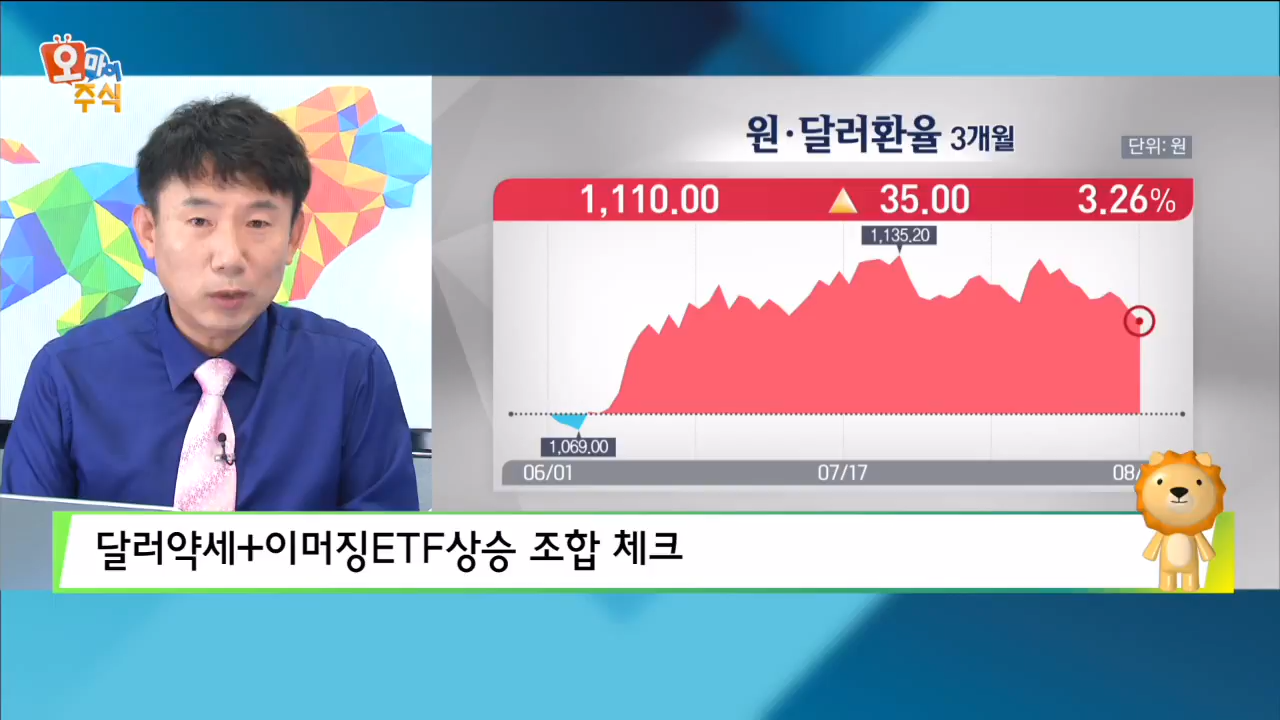 오마이
주식
원·달러환율 3개월
단위: 원
1,110.00 ▲ 35.00 3.26%
1,135.20
1,069.00
06/01 07/17 08/
달러약세+이머징ETF상승 조합 체크